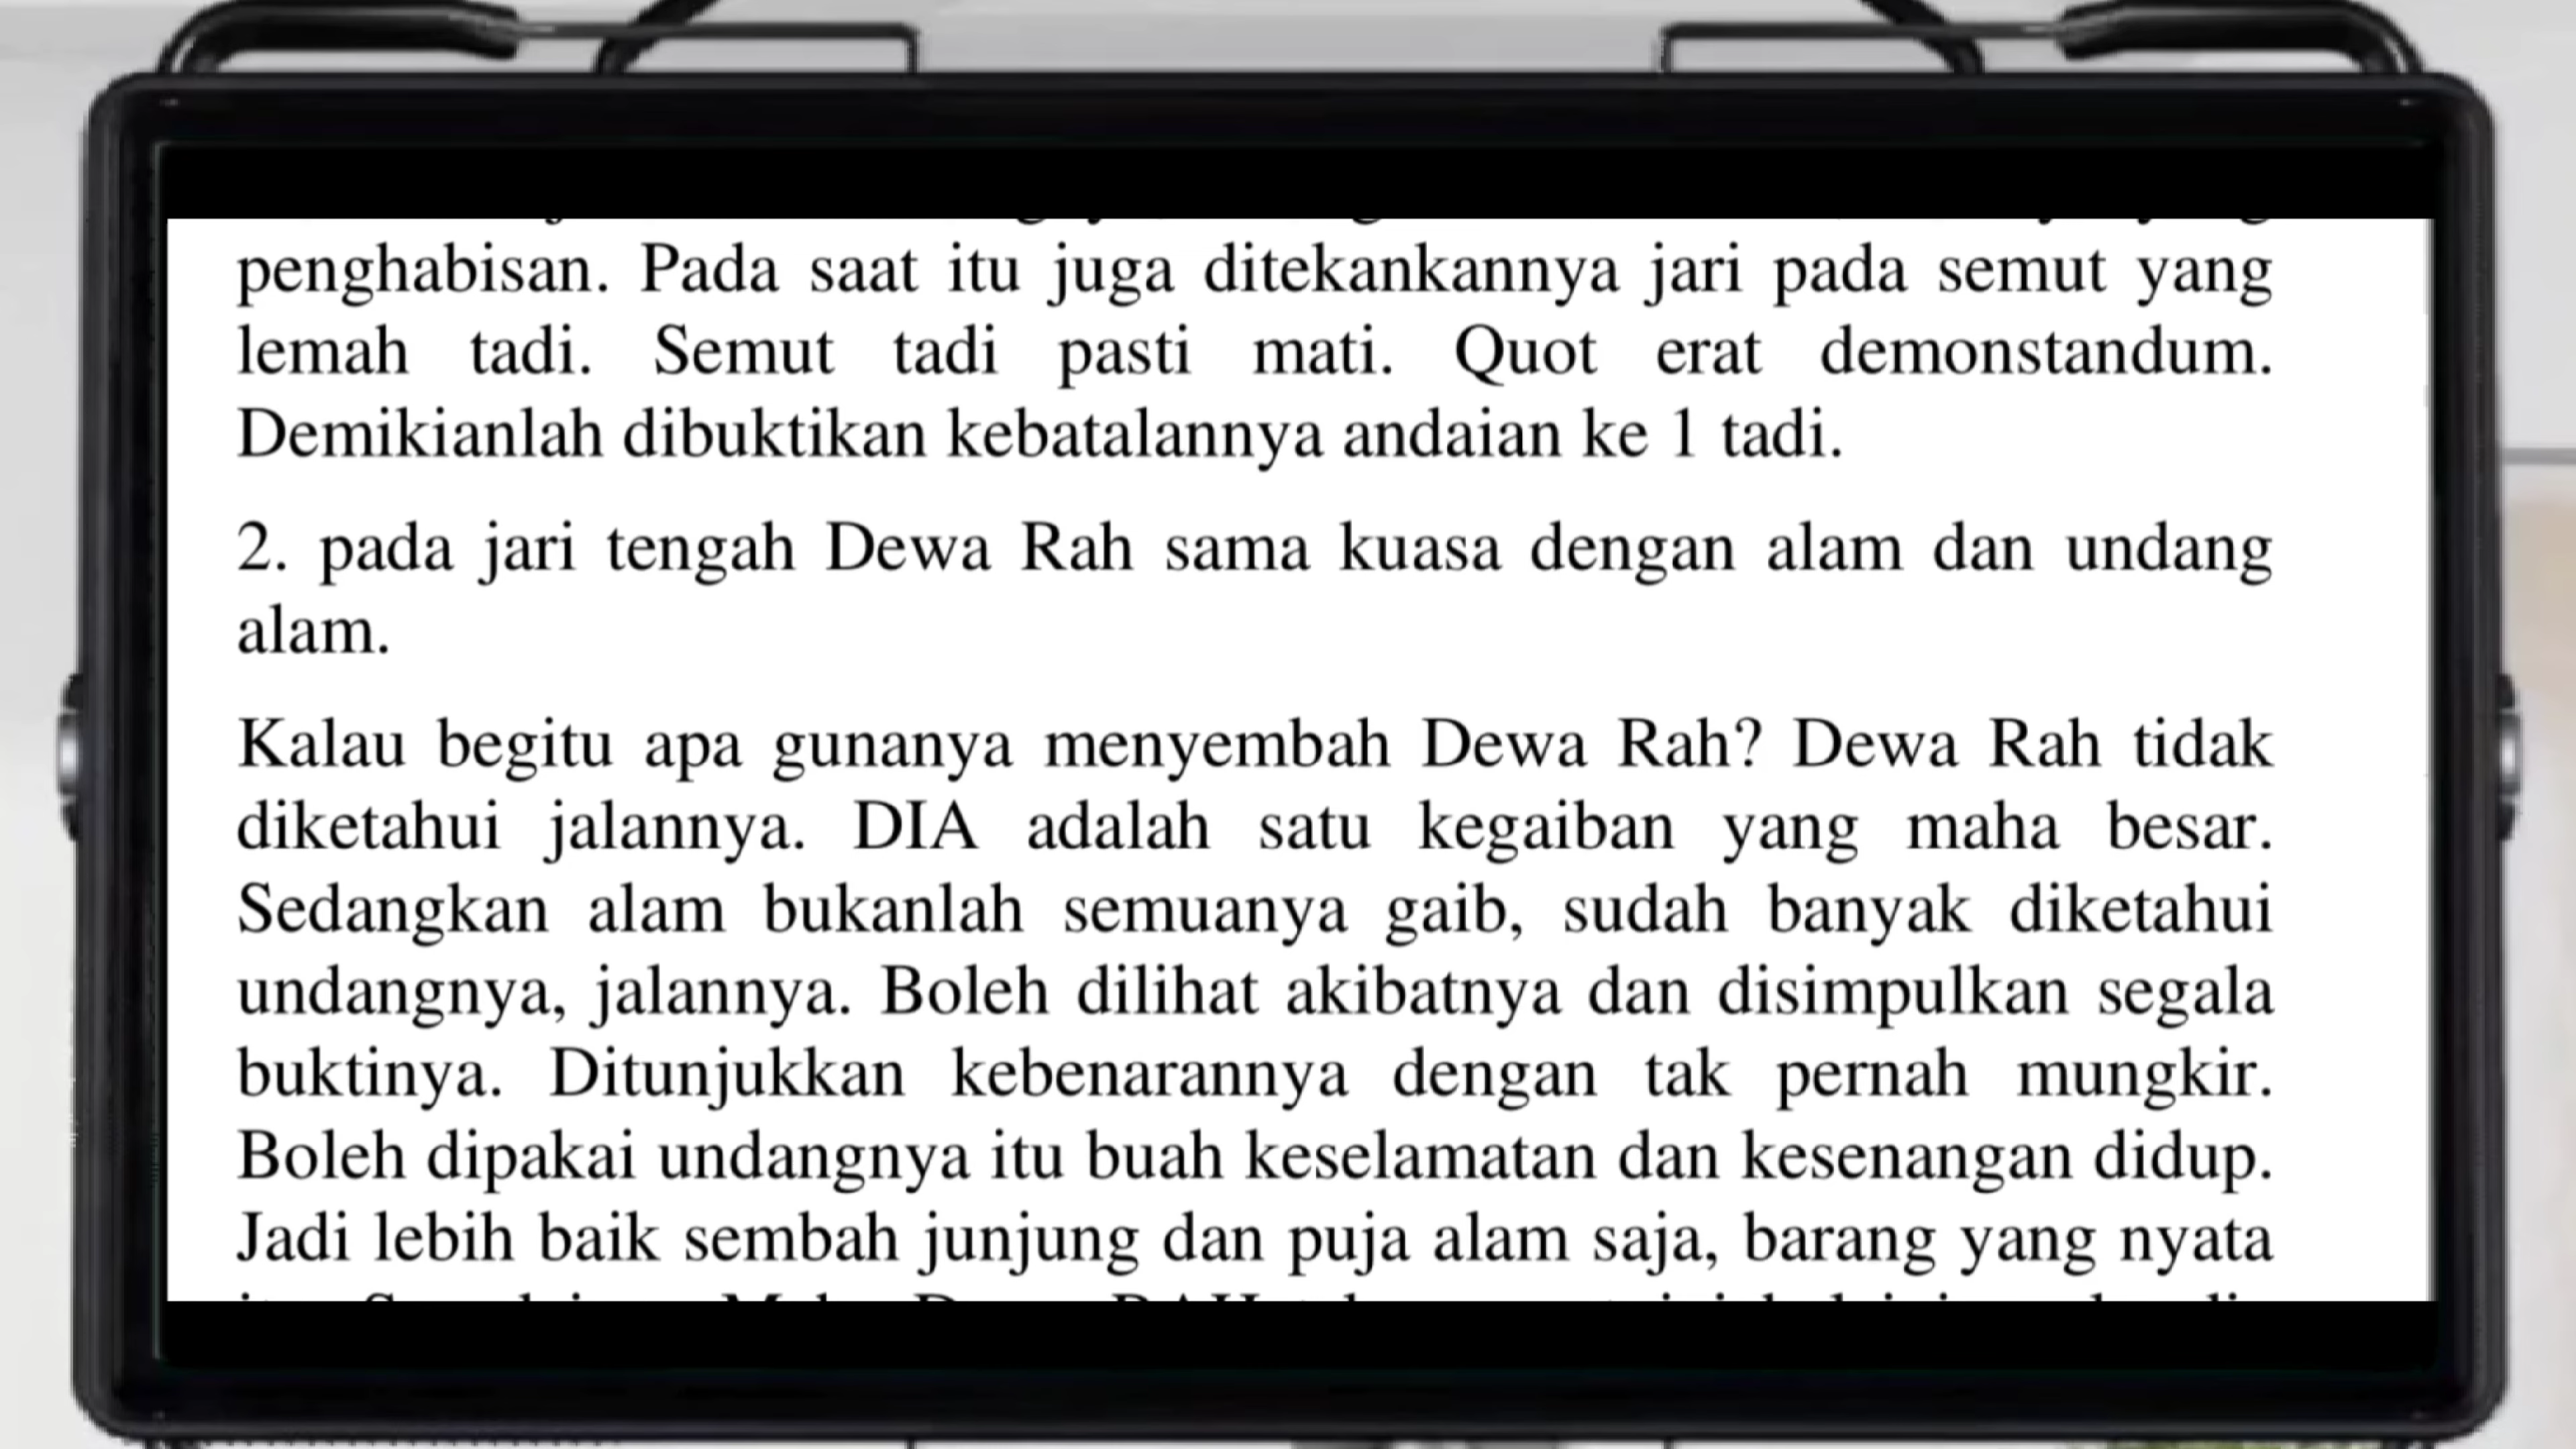 penghabisan. Pada saat itu juga ditekankannya jari pada semut yang
lemah tadi. Semut tadi pasti mati. Quot erat demonstandum.
Demikianlah dibuktikan kebatalannya andaian ke 1 tadi.
2. pada jari tengah Dewa Rah sama kuasa dengan alam dan undang
alam.
Kalau begitu apa gunanya menyembah Dewa Rah? Dewa Rah tidak
diketahui jalannya. DIA adalah satu kegaiban yang maha besar.
Sedangkan alam bukanlah semuanya gaib, sudah banyak diketahui
undangnya, jalannya. Boleh dilihat akibatnya dan disimpulkan segala
buktinya. Ditunjukkan kebenarannya dengan tak pernah mungkir.
Boleh dipakai undangnya itu buah keselamatan dan kesenangan didup.
Jadi lebih baik sembah junjung dan puja alam saja, barang yang nyata